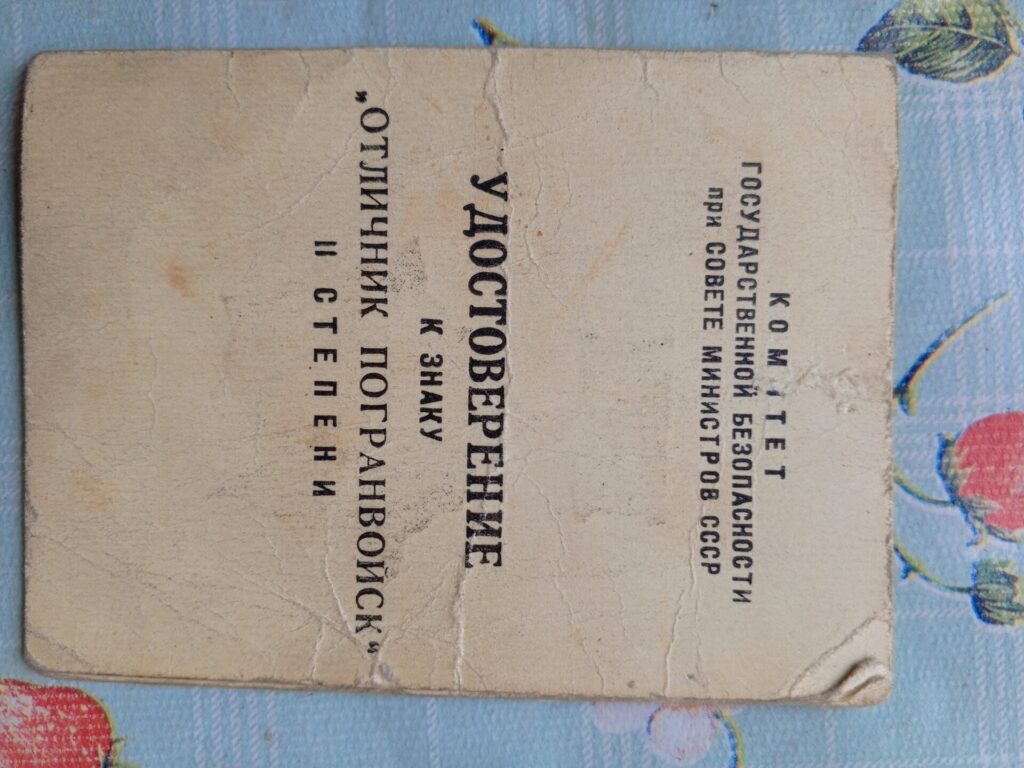 КОМИТЕТ
ГОСУДАРСТВЕННОЙ БЕЗОПАСНОСТИ
при СОВЕТЕ МИНИСТРОВ СССР
УДОСТОВЕРЕНИЕ
К ЗНАКУ
„ОТЛИЧНИК ПОГРАНВОЙСК“
II СТЕПЕНИ